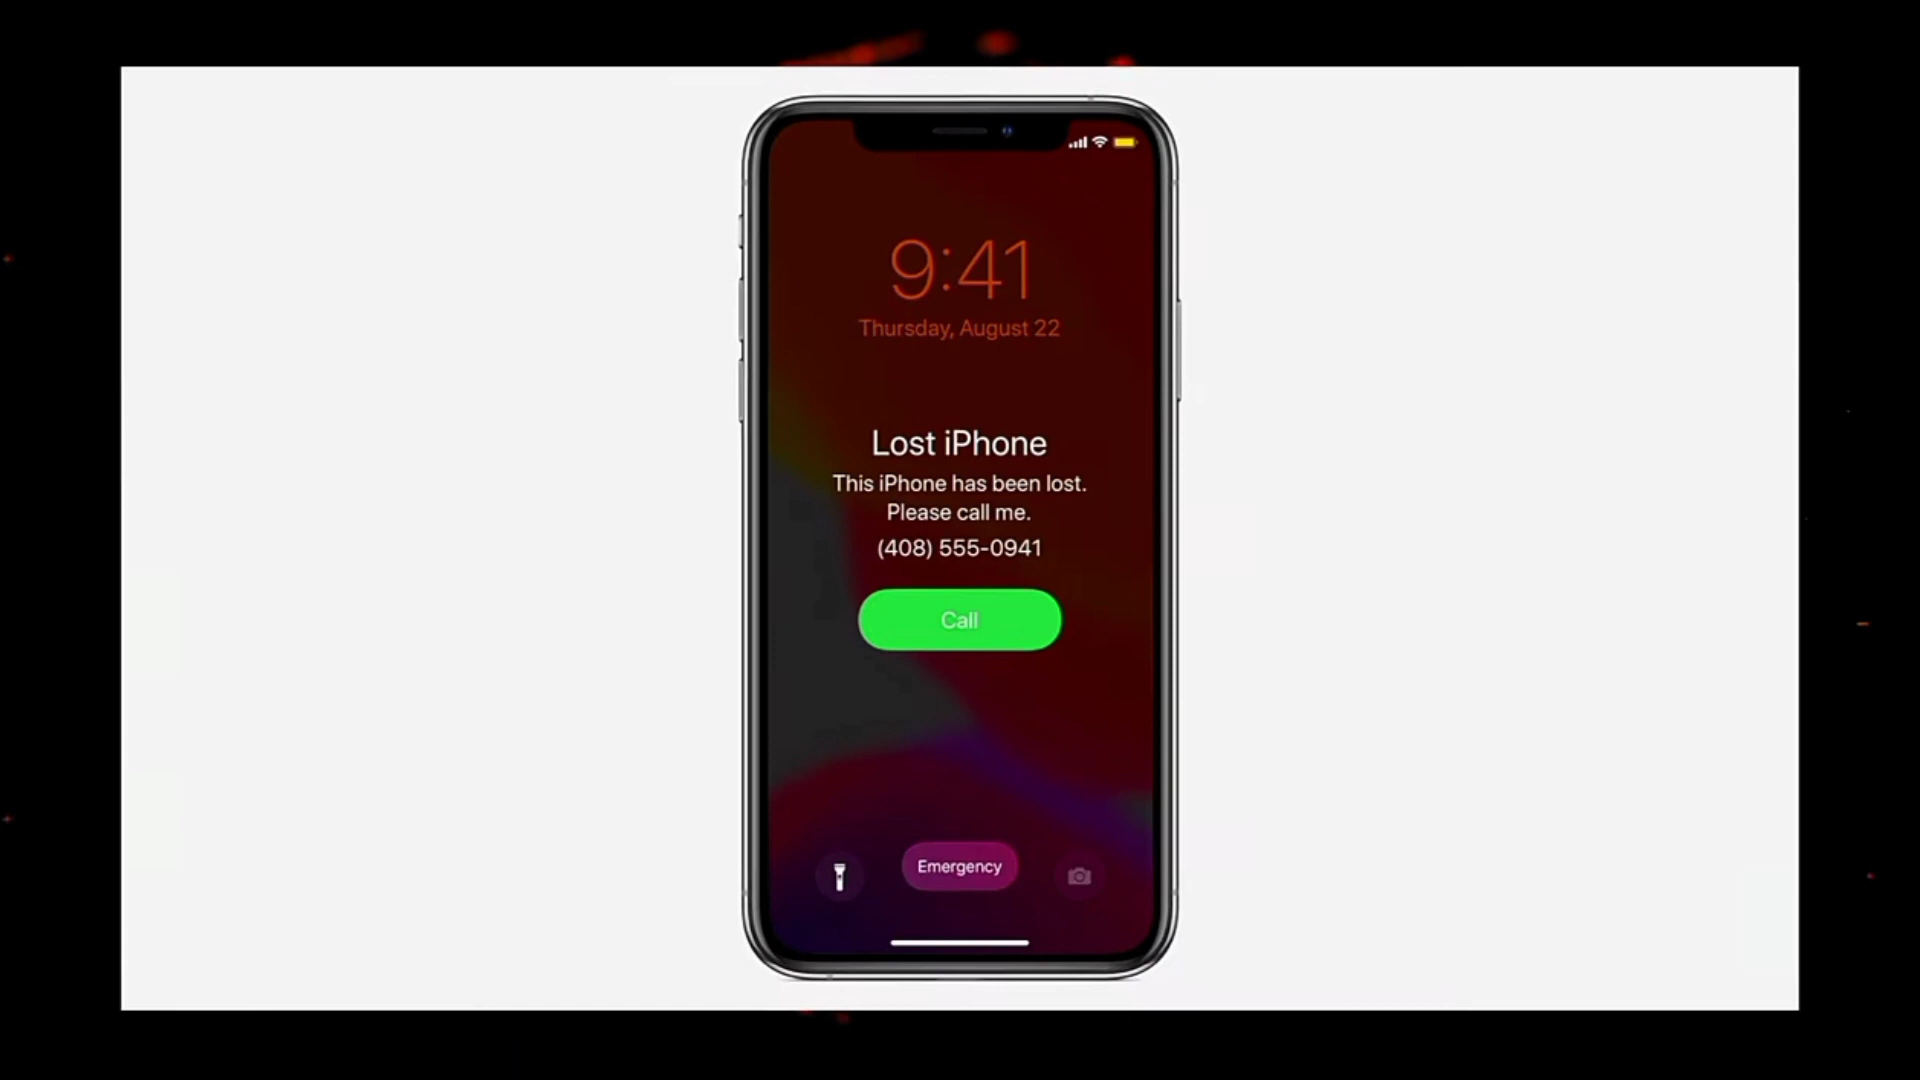 9:41
Thursday, August 22
Lost iPhone
This iPhone has been lost.
Please call me.
(408) 555-0941
Call
Emergency